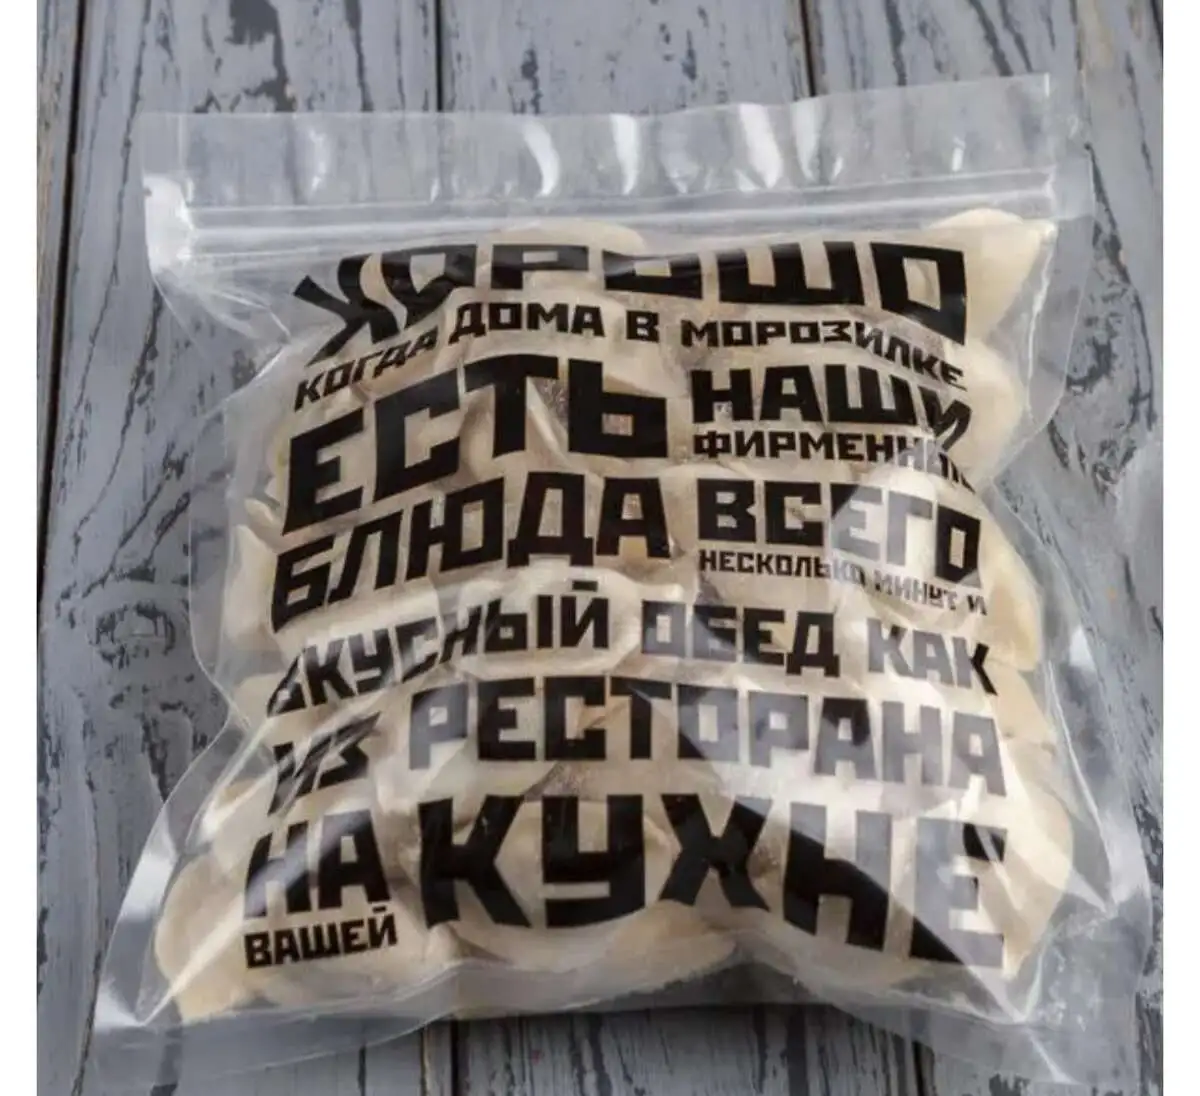 ХОРОШО
КОГДА ДОМА В МОРОЗИЛКЕ
ЕСТЬ НАШИ
ФИРМЕННЫЕ
БЛЮДА ВСЕГО
НЕСКОЛЬКО МИНУТ И
ВКУСНЫЙ ОБЕД КАК
ИЗ РЕСТОРАНА
НА КУХНЕ
ВАШЕЙ